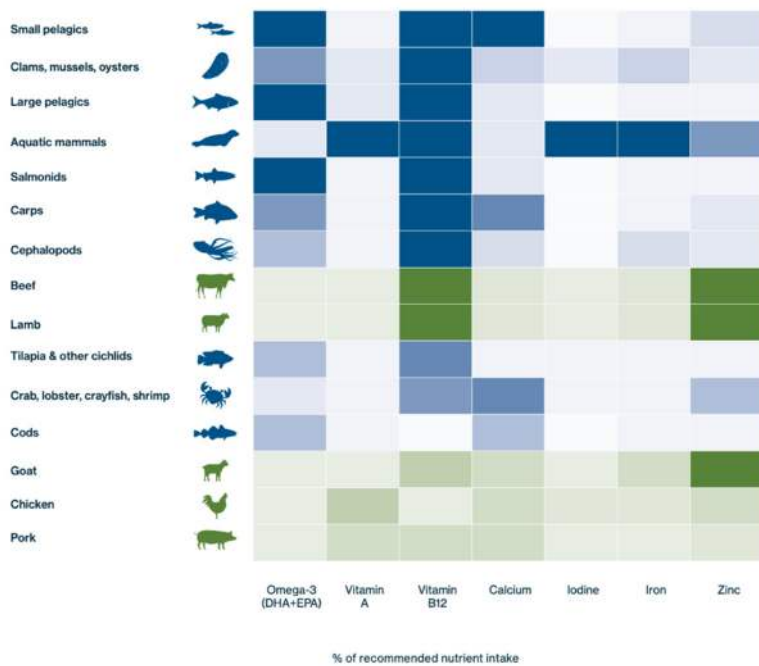 Small pelagics
Clams, mussels, oysters
Large pelagics
Aquatic mammals
Salmonids
Carps
Cephalopods
Beef
Lamb
Tilapia & other cichlids
Crab, lobster, crayfish, shrimp
Cods
Goat
Chicken
Pork
Omega-3 (DHA+EPA)
Vitamin A
Vitamin B12
Calcium
Iodine
Iron
Zinc
% of recommended nutrient intake